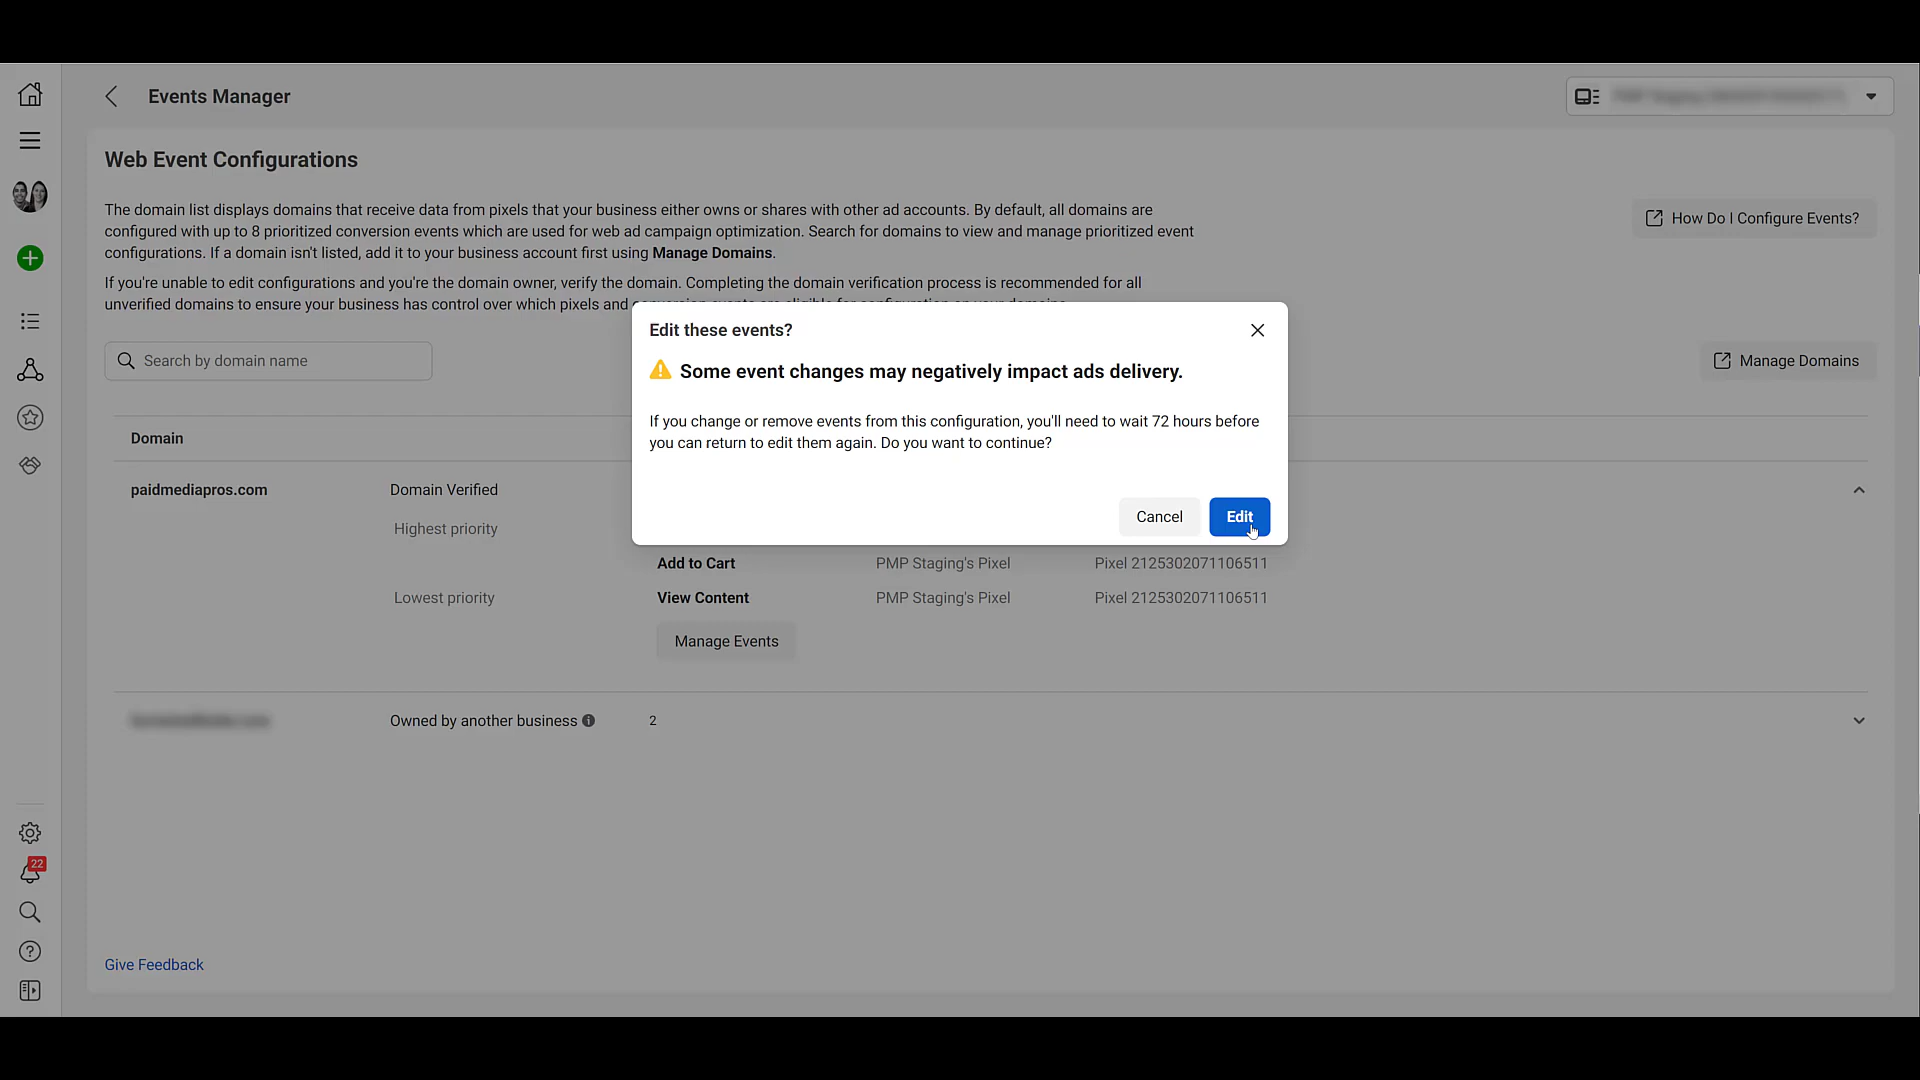 Events Manager
Web Event Configurations
The domain list displays domains that receive data from pixels that your business either owns or shares with other ad accounts. By default, all domains are
configured with up to 8 prioritized conversion events which are used for web ad campaign optimization. Search for domains to view and manage prioritized event
configurations. If a domain isn't listed, add it to your business account first using Manage Domains.
How Do I Configure Events?
If you're unable to edit configurations and you're the domain owner, verify the domain. Completing the domain verification process is recommended for all
unverified domains to ensure your business has control over which pixels and
Search by domain name
Manage Domains
Edit these events?
Some event changes may negatively impact ads delivery.
If you change or remove events from this configuration, you'll need to wait 72 hours before
you can return to edit them again. Do you want to continue?
Cancel
Edit
Domain
paidmediapros.com
Domain Verified
Highest priority
Add to Cart
PMP Staging's Pixel
Pixel 2125302071106511
Lowest priority
View Content
PMP Staging's Pixel
Pixel 2125302071106511
Manage Events
Owned by another business
2
22
Give Feedback